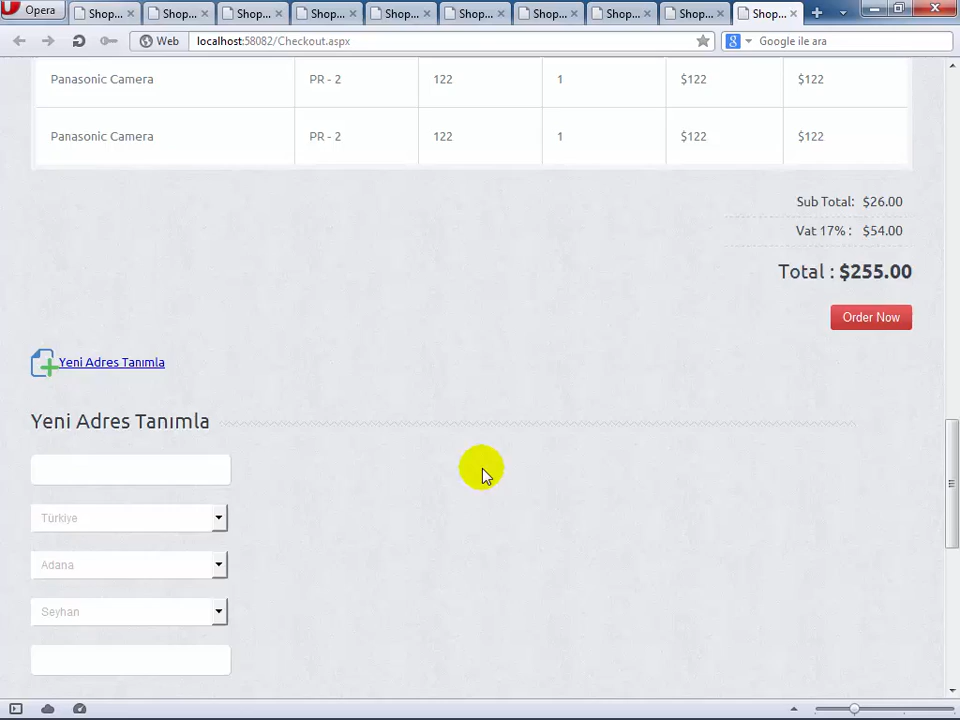 Opera Shop... Shop... Shop... Shop... Shop... Shop... Shop... Shop... Shop... Shop...
Web localhost:58082/Checkout.aspx Google ile ara
Panasonic Camera PR - 2 122 1 $122 $122
Panasonic Camera PR - 2 122 1 $122 $122
Sub Total: $26.00
Vat 17% : $54.00
Total : $255.00
Order Now
Yeni Adres Tanımla
Yeni Adres Tanımla
Türkiye
Adana
Seyhan